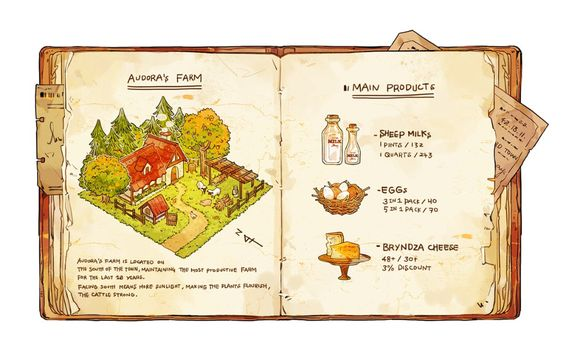 AUDORA'S FARM
AUDORA'S FARM IS LOCATED ON
THE SOUTH OF THE TOWN, MAINTAINING THE MOST PRODUCTIVE FARM
FOR THE LAST 28 YEARS.
FACING SOUTH MEANS MORE SUNLIGHT, MAKING THE PLANTS FLOURISH,
THE CATTLE STRONG.
MAIN PRODUCTS
- SHEEP MILKS
1 PINTS / 132
1 QUARTS / 243
MILK
- EGGS
3 IN 1 PACK / 40
5 IN 1 PACK / 70
- BRYNDZA CHEESE
48+ / 30+
3% DISCOUNT